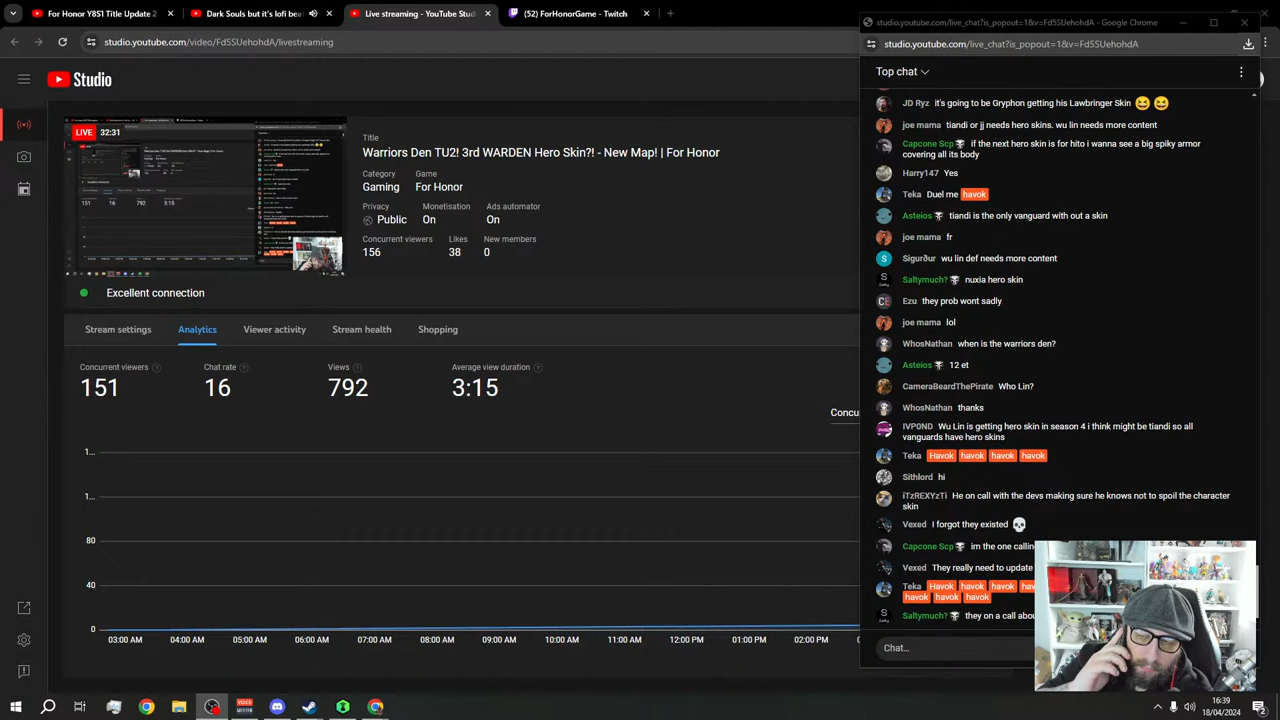 For Honor Y8S1 Title Update 2
Dark Souls but it's lofi bea
Live streaming - YouTube Stud
(52) ForHonorGame - Twitch
studio.youtube.com/video/Fd5SUehohdA/livestreaming
studio.youtube.com/live_chat?is_popout=1&v=Fd5SUehohdA - Google Chrome
studio.youtube.com/live_chat?is_popout=1&v=Fd5SUehohdA
Studio
LIVE 32:31
Title
Warriors Den TU2! 3rd WARDEN Hero Skin? - New Map! | For H
Category
Gaming
Game
For Honor
Privacy
Public
Monetisation
On
Ads automator
On
Concurrent viewers
156
Likes
38
New members
0
Excellent connection
Stream settings
Analytics
Viewer activity
Stream health
Shopping
Concurrent viewers
151
Chat rate
16
Views
792
Average view duration
3:15
Concu
1...
1...
80
40
0
03:00 AM 04:00 AM 05:00 AM 06:00 AM 07:00 AM 08:00 AM 09:00 AM 10:00 AM 11:00 AM 12:00 PM 01:00 PM 02:00 PM
Top chat
JD Ryz it's going to be Gryphon getting his Lawbringer Skin
joe mama tiandi n jj needs hero skins. wu lin needs more content
Capcone Scp if the next hero skin is for hito i wanna see a big spiky armor
covering all its body
Harry147 Yes
Teka Duel me havok
Asteios tiandi is the only vanguard with out a skin
joe mama fr
Sigurður wu lin def needs more content
Saltymuch? nuxia hero skin
Ezu they prob wont sadly
joe mama lol
WhosNathan when is the warriors den?
Asteios 12 et
CameraBeardThePirate Who Lin?
WhosNathan thanks
IVP0ND Wu Lin is getting hero skin in season 4 i think might be tiandi so all
vanguards have hero skins
Teka Havok havok havok havok
Sithlord hi
iTzREXYzTi He on call with the devs making sure he knows not to spoil the character
skin
Vexed I forgot they existed
Capcone Scp im the one callin
Vexed They really need to update
Teka Havok havok havok hav
havok havok havok
Saltymuch? they on a call abou
Chat...
16:39
18/04/2024